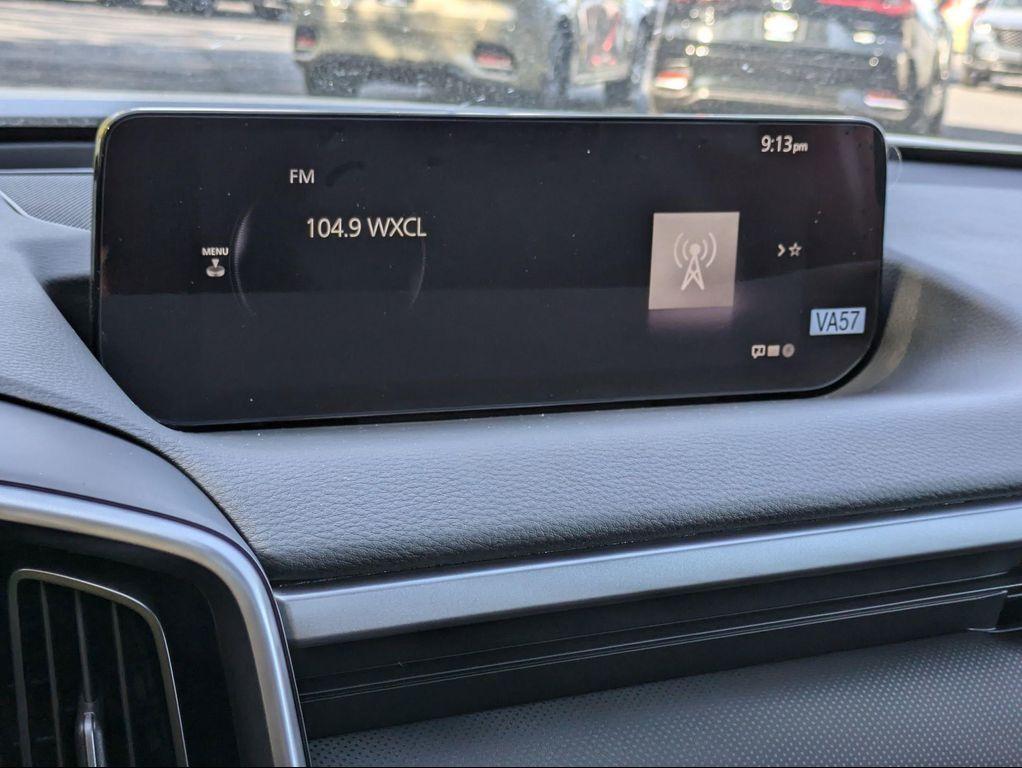 9:13pm
FM
104.9 WXCL
MENU
VA57